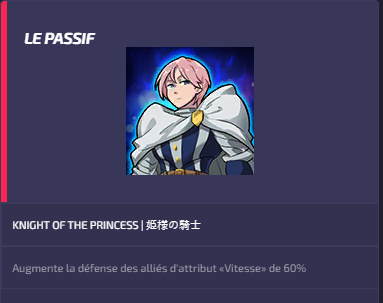 LE PASSIF
KNIGHT OF THE PRINCESS | 姫様の騎士
Augmente la défense des alliés d'attribut «Vitesse» de 60%